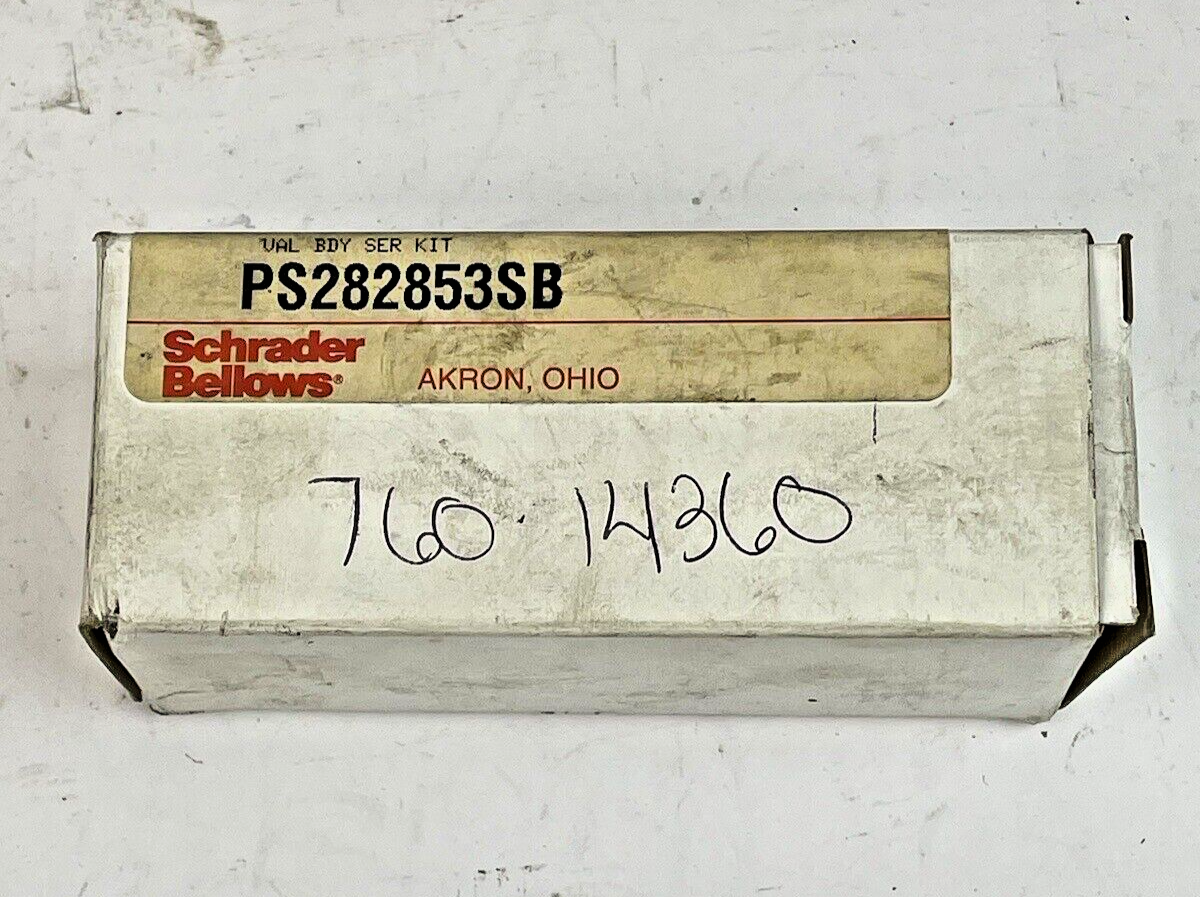 VAL BDY SER KIT
PS282853SB
Schrader
Bellows®
AKRON, OHIO
760-14360